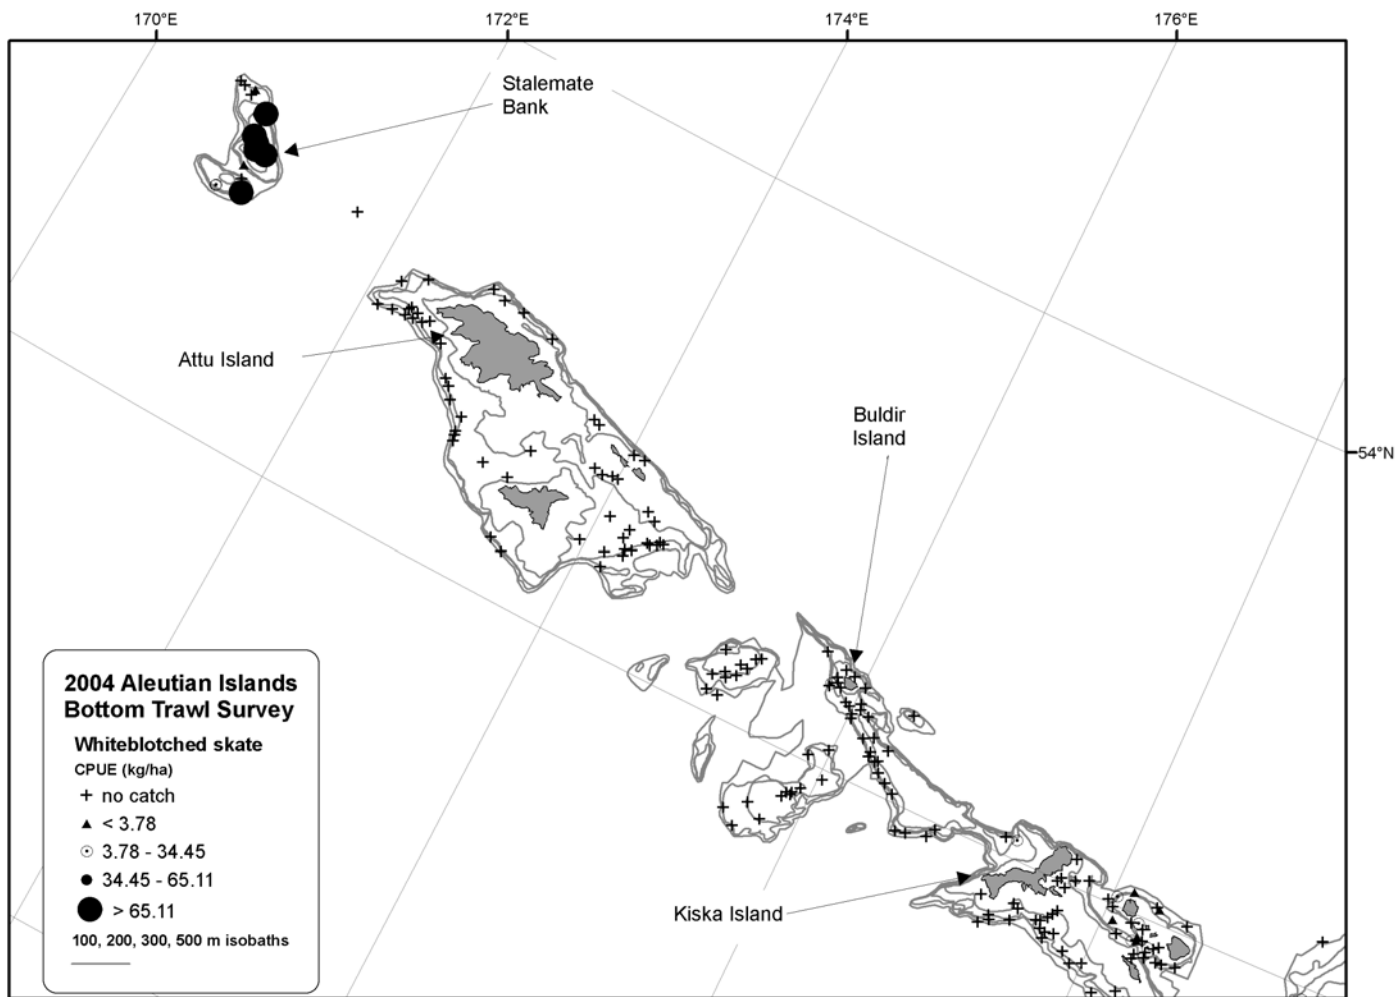 170°E
172°E
174°E
176°E
Stalemate
Bank
Attu Island
Buldir
Island
54°N
Kiska Island
2004 Aleutian Islands
Bottom Trawl Survey
Whiteblotched skate
CPUE (kg/ha)
no catch
< 3.78
3.78 - 34.45
34.45 - 65.11
> 65.11
100, 200, 300, 500 m isobaths